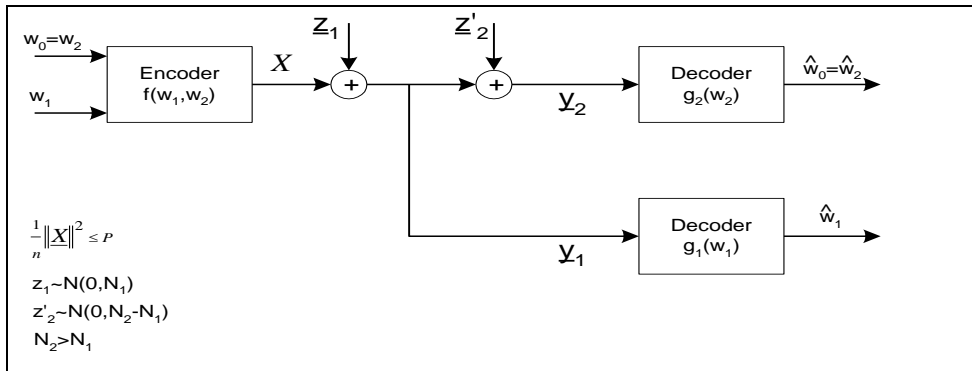 w₀=w₂
w₁
Encoder
f(w₁,w₂)
X
z₁
z'₂
y₂
Decoder
g₂(w₂)
ŵ₀=ŵ₂
y₁
Decoder
g₁(w₁)
ŵ₁
1/n ‖X‖² ≤ P
z₁~N(0,N₁)
z'₂~N(0,N₂-N₁)
N₂>N₁
+
+